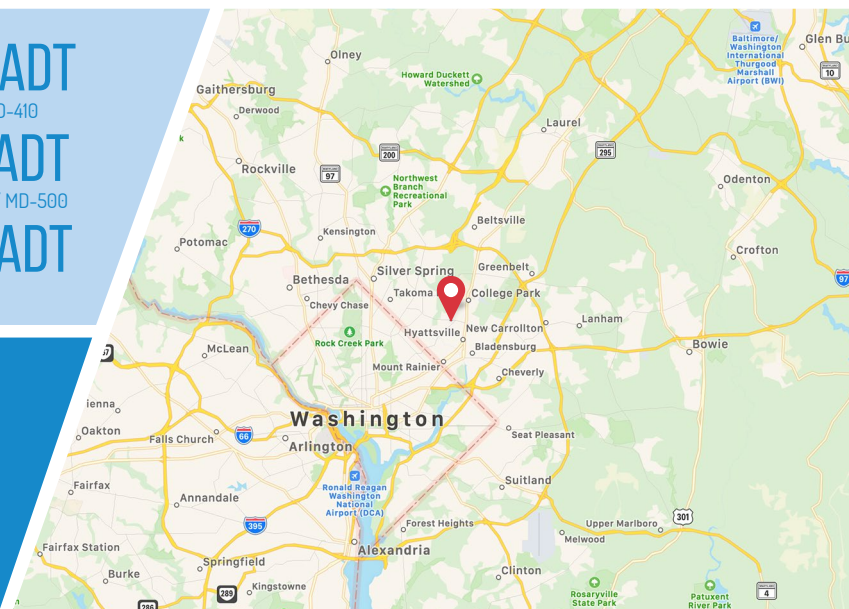 ADT
D-410
ADT
MD-500
ADT
Olney
Howard Duckett
Watershed
Baltimore/
Washington
International
Thurgood
Marshall
Airport (BWI)
Glen Bu
10
Gaithersburg
Derwood
Laurel
k
200
295
Rockville
97
Northwest
Branch
Recreational
Park
Odenton
Beltsville
270
Kensington
Potomac
Crofton
Silver Spring
Greenbelt
97
Bethesda
Takoma
College Park
Chevy Chase
Lanham
Hyattsville
New Carrollton
Rock Creek Park
Bladensburg
Bowie
McLean
Mount Rainier
Cheverly
ienna
Washington
Oakton
Falls Church
66
Arlington
Seat Pleasant
Ronald Reagan
Washington
National
Airport (DCA)
Suitland
Fairfax
Annandale
395
Forest Heights
Upper Marlboro
301
Melwood
Fairfax Station
Alexandria
Springfield
Clinton
Burke
Kingstowne
289
Rosaryville
State Park
Patuxent
River Park
4
286